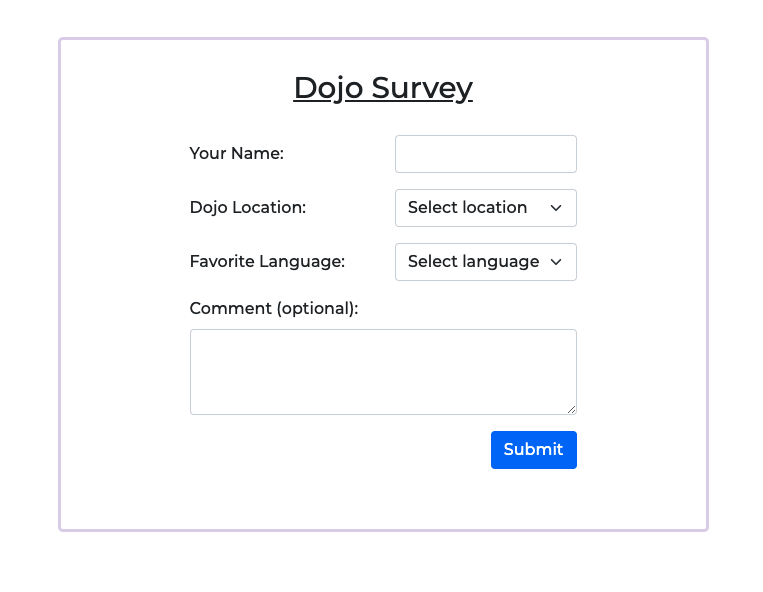 Dojo Survey
Your Name:
Dojo Location: Select location
Favorite Language: Select language
Comment (optional):
Submit